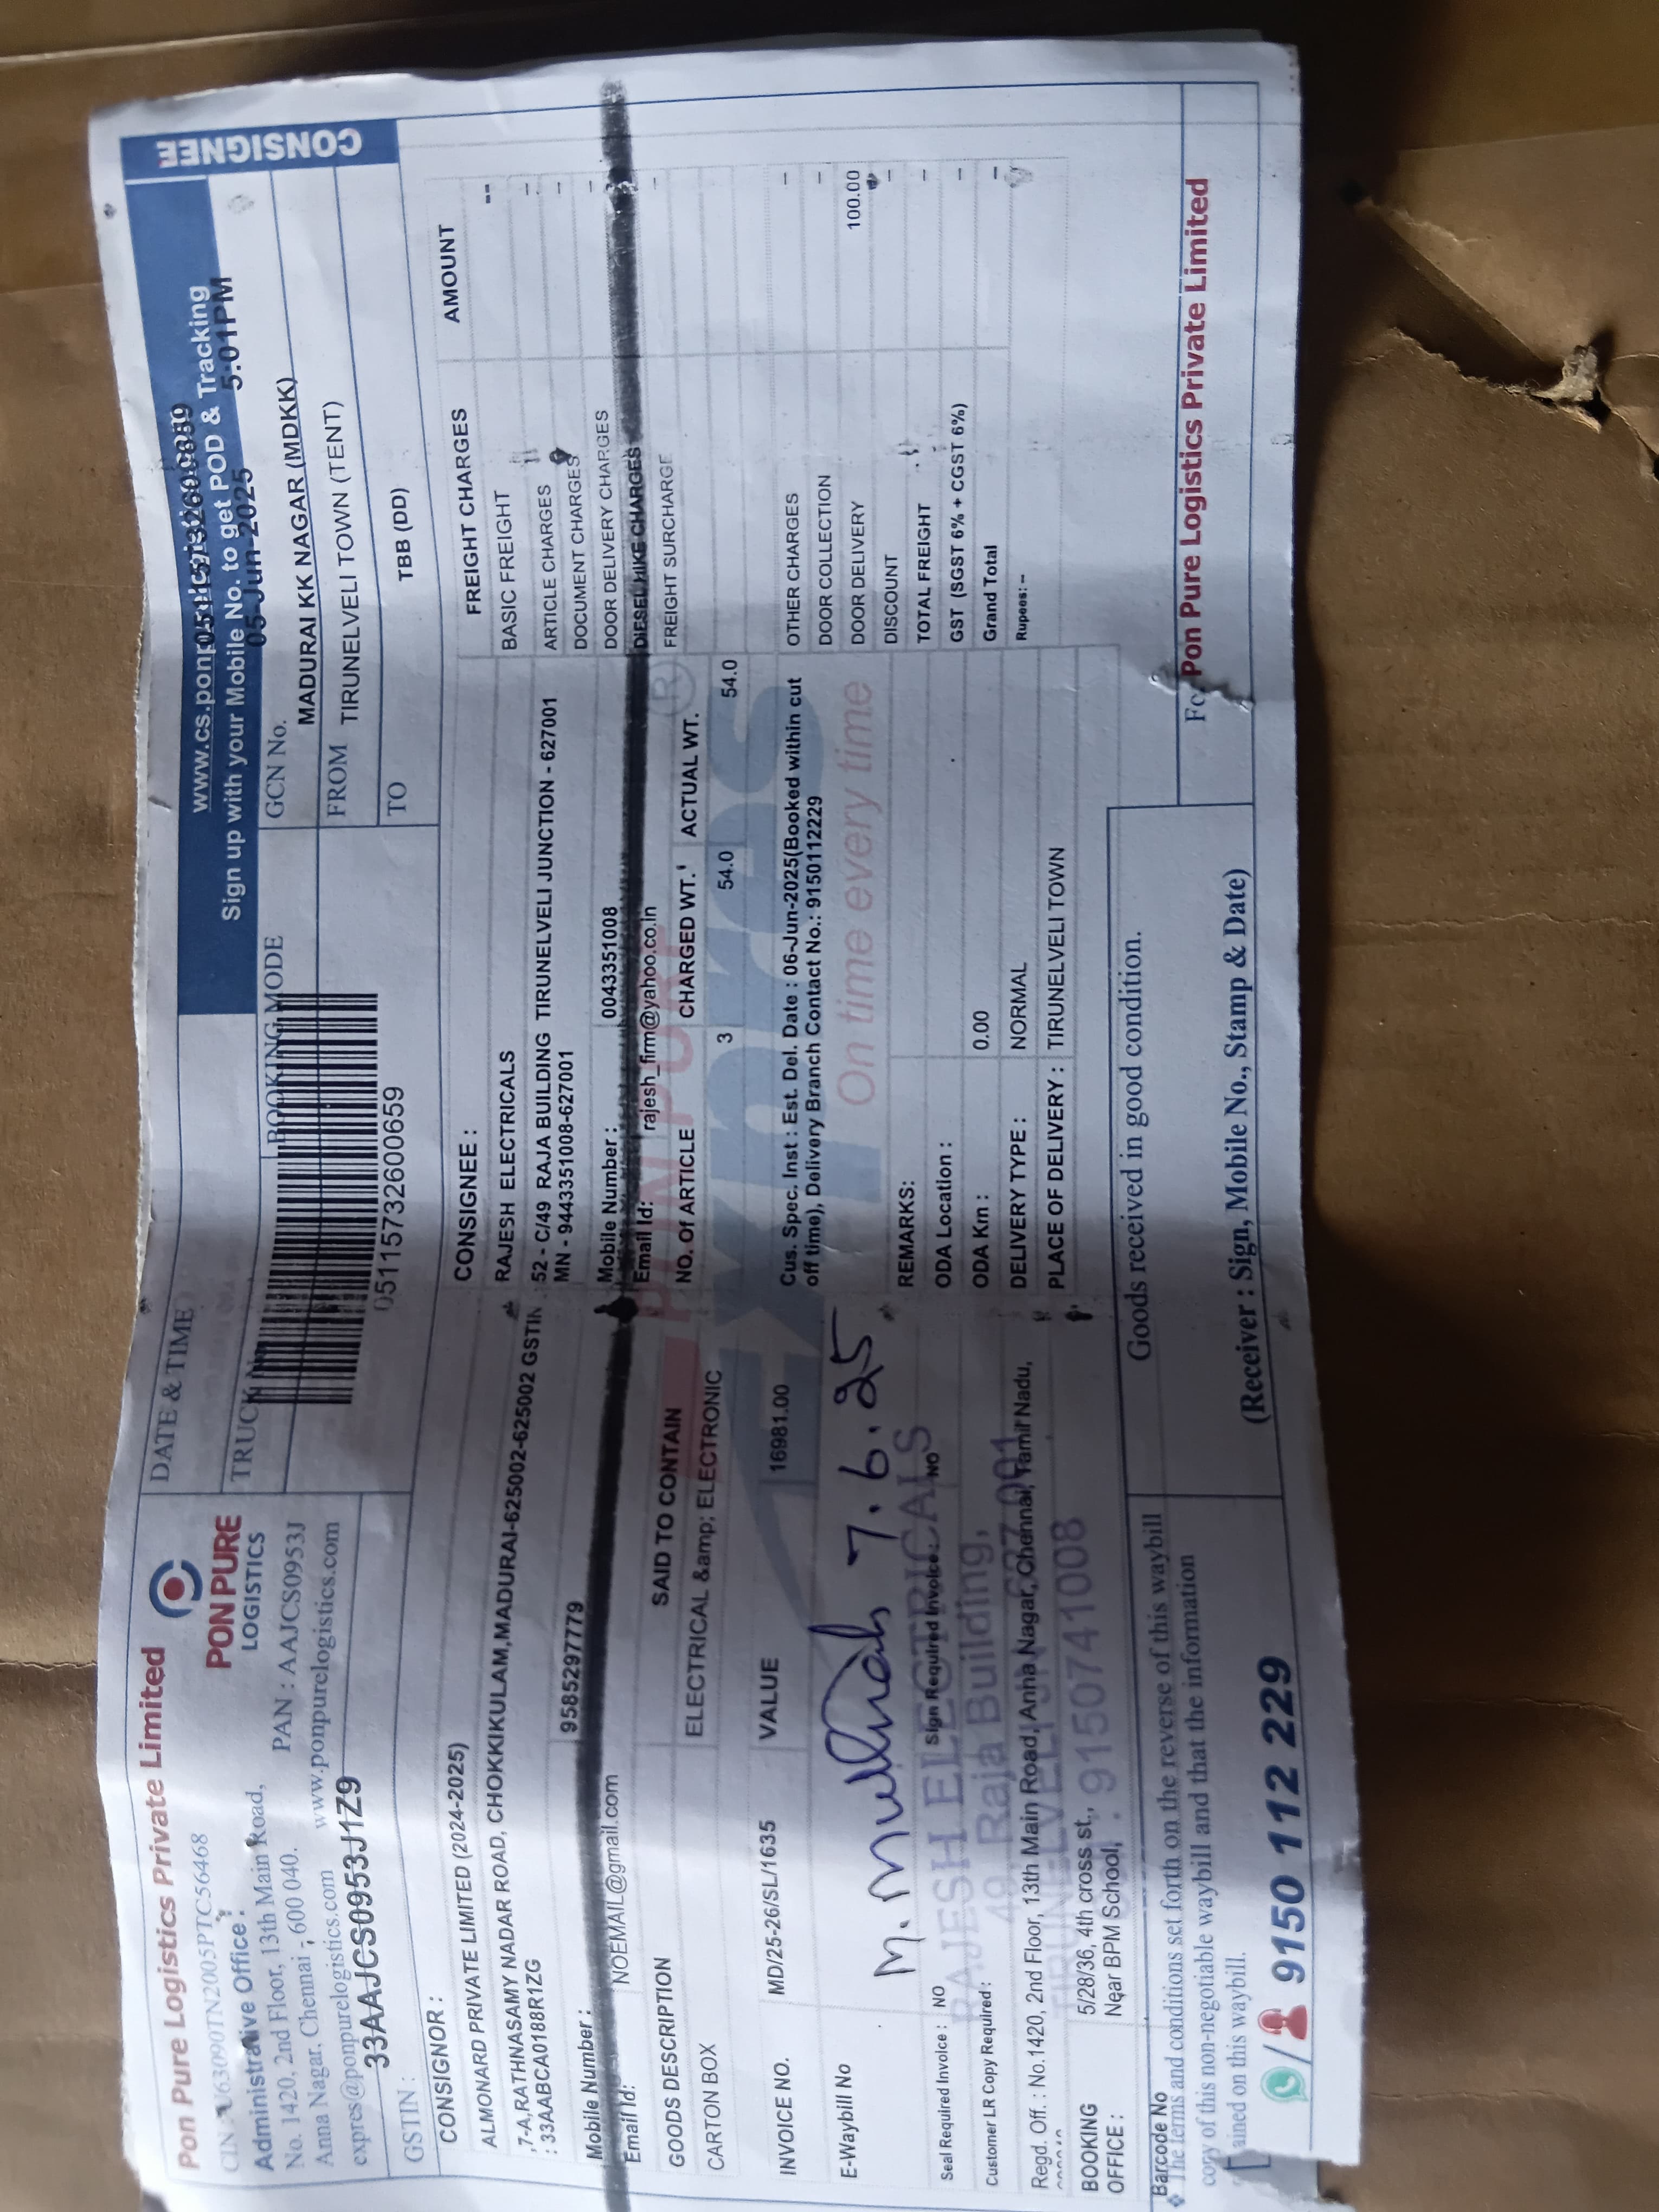 Pon Pure Logistics Private Limited
PON PURE
LOGISTICS
Administrative Office :
No. 1420, 2nd Floor, 13th Main Road,
Anna Nagar, Chennai - 600 040.
PAN : AAJCS0953J
expres@ponpurelogistics.com
www.ponpurelogistics.com
GSTIN :
33AAJCS0953J1Z9
DATE & TIME
TRUCK
BOOKING MODE
05115732600659
www.cs.ponpurelogistics.com
Sign up with your Mobile No. to get POD & Tracking
05-Jun-2025 5:01PM
CONSIGNEE
GCN No.
MADURAI KK NAGAR (MDKK)
FROM
TIRUNELVELI TOWN (TENT)
TO
TBB (DD)
CONSIGNOR :
ALMONARD PRIVATE LIMITED (2024-2025)
,7-A,RATHNASAMY NADAR ROAD, CHOKKIKULAM,MADURAI-625002-625002 GSTIN
: 33AABCA0188R1ZG
Mobile Number :
9585297779
Email Id:
NOEMAIL@gmail.com
GOODS DESCRIPTION
SAID TO CONTAIN
CARTON BOX
ELECTRICAL &amp; ELECTRONIC
INVOICE NO.
MD/25-26/SL/1635
VALUE
16981.00
E-Waybill No
M. Muthiah 7.6.25
Seal Required Invoice : NO
Sign Required Invoice : NO
Customer LR Copy Required :
RAJESH ELECTRICALS
49, Raja Building,
: 9150741008
Regd. Off. : No.1420, 2nd Floor, 13th Main Road, Anna Nagar, Chennai, Tamil Nadu,
BOOKING
OFFICE :
5/28/36, 4th cross st.,
Near BPM School,
Barcode No
CONSIGNEE :
RAJESH ELECTRICALS
52 - C/49 RAJA BUILDING TIRUNELVELI JUNCTION - 627001
MN - 9443351008-627001
Mobile Number :
0043351008
Email Id:
rajesh_firm@yahoo.co.in
NO. Of ARTICLE
CHARGED WT.
ACTUAL WT.
3
54.0
54.0
PON PURE
Xpres
®
On time every time
Cus. Spec. Inst : Est. Del. Date : 06-Jun-2025(Booked within cut
off time), Delivery Branch Contact No.: 9150112229
REMARKS:
ODA Location :
ODA Km :
0.00
DELIVERY TYPE :
NORMAL
PLACE OF DELIVERY :
TIRUNELVELI TOWN
FREIGHT CHARGES
AMOUNT
BASIC FREIGHT --
ARTICLE CHARGES -
DOCUMENT CHARGES -
DOOR DELIVERY CHARGES -
DIESEL HIKE CHARGES
FREIGHT SURCHARGE -
OTHER CHARGES -
DOOR COLLECTION -
DOOR DELIVERY 100.00
DISCOUNT -
TOTAL FREIGHT -
GST (SGST 6% + CGST 6%) -
Grand Total -
Rupees: -
The terms and conditions set forth on the reverse of this waybill
copy of this non-negotiable waybill and that the information
ained on this waybill.
9150 112 229
Goods received in good condition.
(Receiver : Sign, Mobile No., Stamp & Date)
Pon Pure Logistics Private Limited